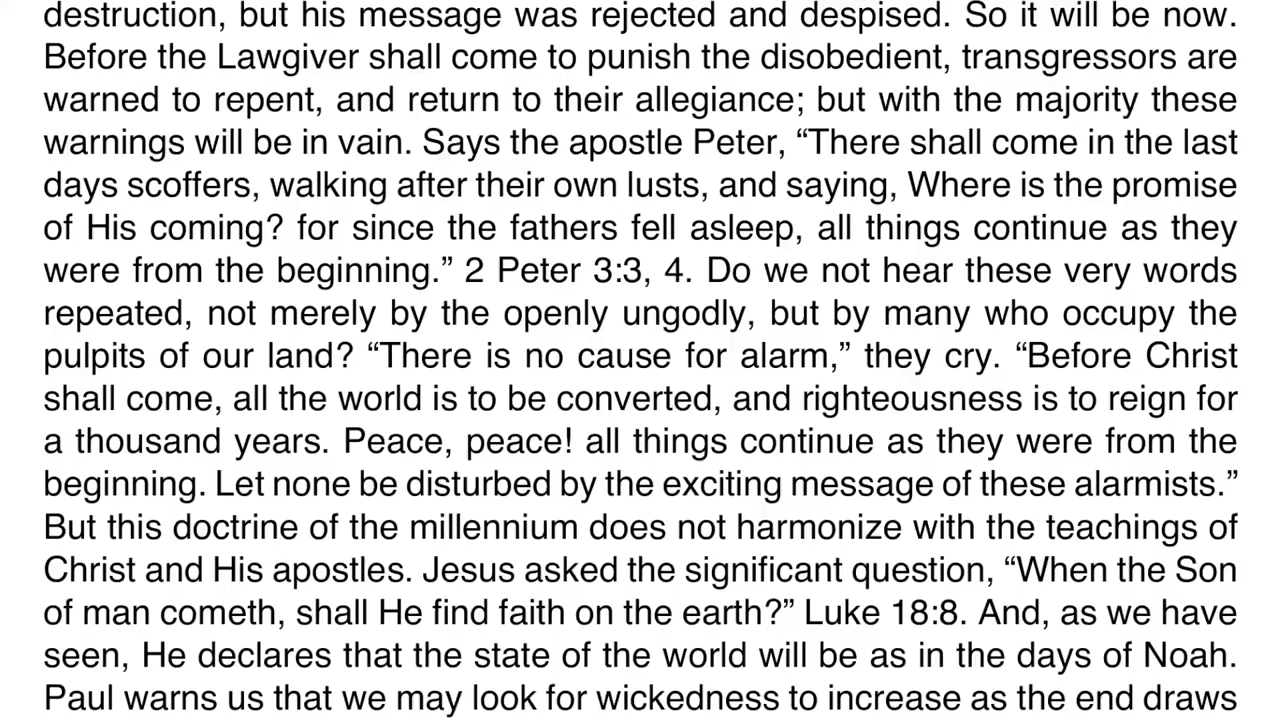 destruction, but his message was rejected and despised. So it will be now.
Before the Lawgiver shall come to punish the disobedient, transgressors are
warned to repent, and return to their allegiance; but with the majority these
warnings will be in vain. Says the apostle Peter, “There shall come in the last
days scoffers, walking after their own lusts, and saying, Where is the promise
of His coming? for since the fathers fell asleep, all things continue as they
were from the beginning.” 2 Peter 3:3, 4. Do we not hear these very words
repeated, not merely by the openly ungodly, but by many who occupy the
pulpits of our land? “There is no cause for alarm,” they cry. “Before Christ
shall come, all the world is to be converted, and righteousness is to reign for
a thousand years. Peace, peace! all things continue as they were from the
beginning. Let none be disturbed by the exciting message of these alarmists.”
But this doctrine of the millennium does not harmonize with the teachings of
Christ and His apostles. Jesus asked the significant question, “When the Son
of man cometh, shall He find faith on the earth?” Luke 18:8. And, as we have
seen, He declares that the state of the world will be as in the days of Noah.
Paul warns us that we may look for wickedness to increase as the end draws